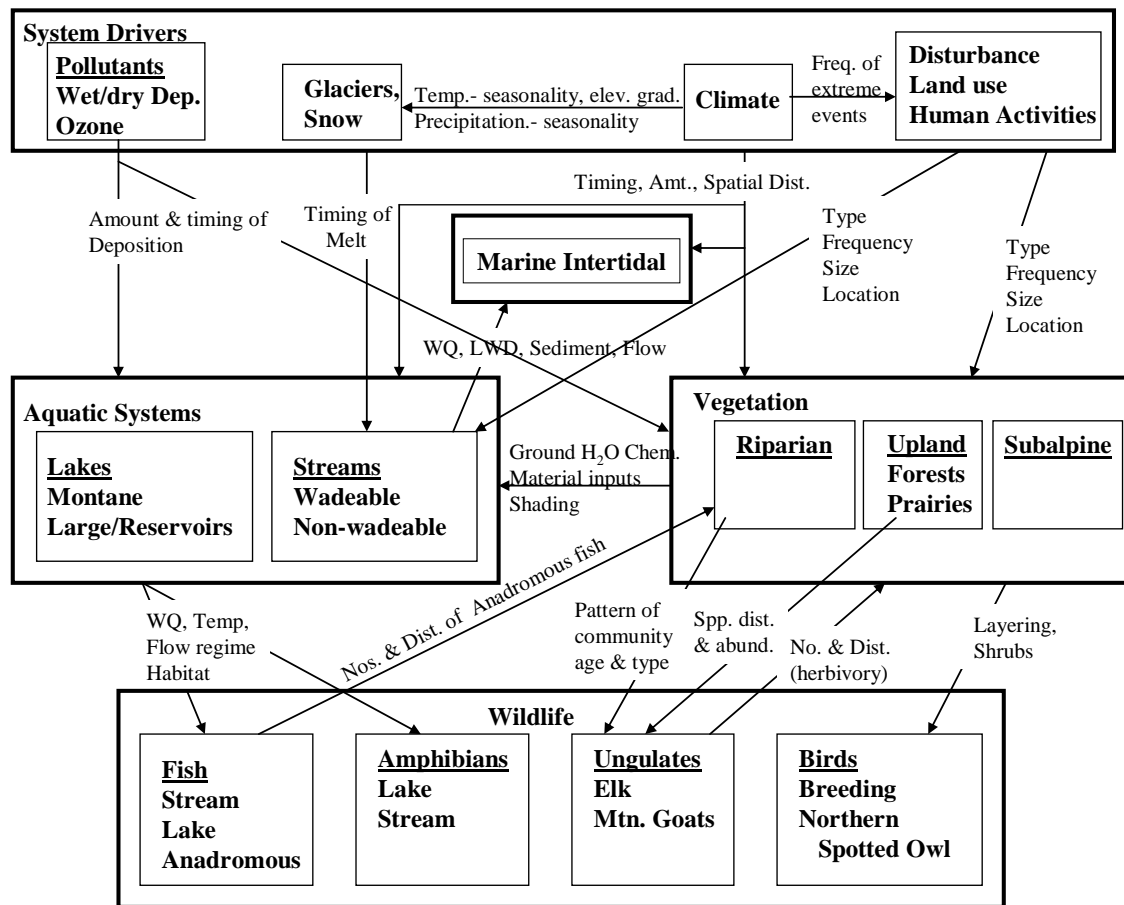 System Drivers
Pollutants
Wet/dry Dep.
Ozone
Glaciers,
Snow
Temp.- seasonality, elev. grad.
Precipitation.- seasonality
Climate
Freq. of
extreme
events
Disturbance
Land use
Human Activities
Amount & timing of
Deposition
Timing of
Melt
Timing, Amt., Spatial Dist.
Type
Frequency
Size
Location
Type
Frequency
Size
Location
Marine Intertidal
WQ, LWD, Sediment, Flow
Aquatic Systems
Lakes
Montane
Large/Reservoirs
Streams
Wadeable
Non-wadeable
Ground H₂O Chem.
Material inputs
Shading
Vegetation
Riparian
Upland
Forests
Prairies
Subalpine
WQ, Temp,
Flow regime
Habitat
Nos. & Dist. of Anadromous fish
Pattern of
community
age & type
Spp. dist.
& abund.
No. & Dist.
(herbivory)
Layering,
Shrubs
Wildlife
Fish
Stream
Lake
Anadromous
Amphibians
Lake
Stream
Ungulates
Elk
Mtn. Goats
Birds
Breeding
Northern
Spotted Owl